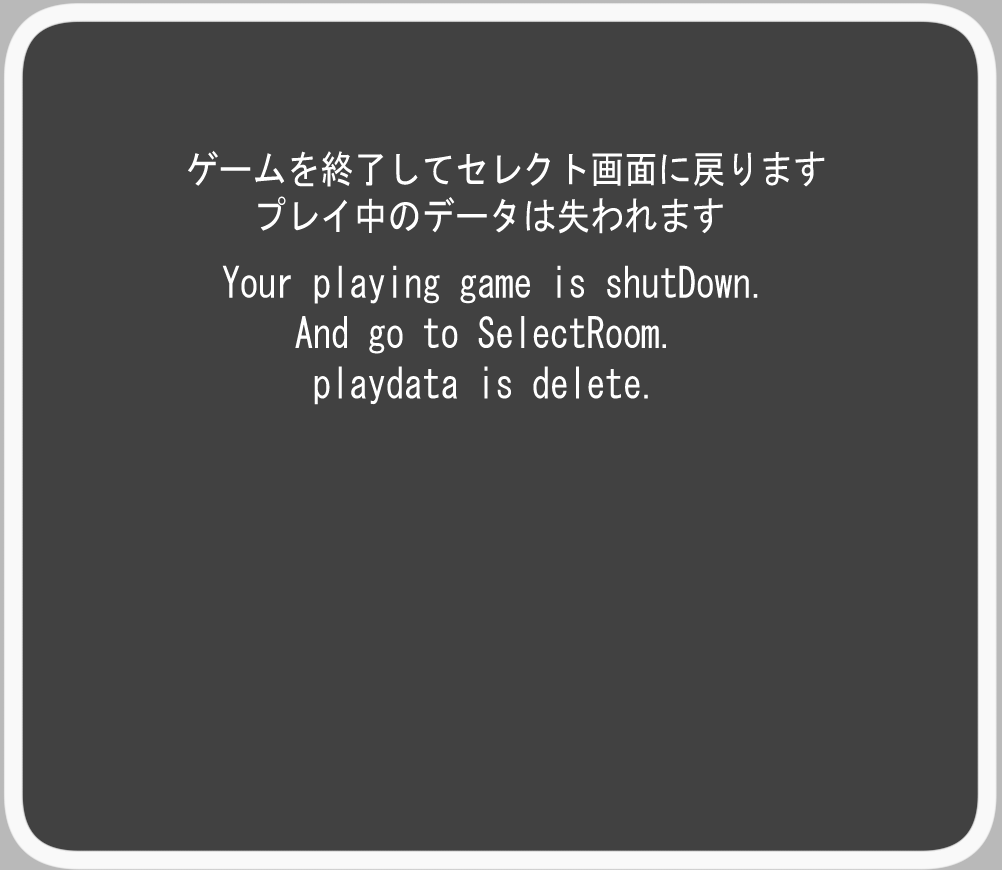 ゲームを終了してセレクト画面に戻ります
プレイ中のデータは失われます
Your playing game is shutDown.
And go to SelectRoom.
playdata is delete.